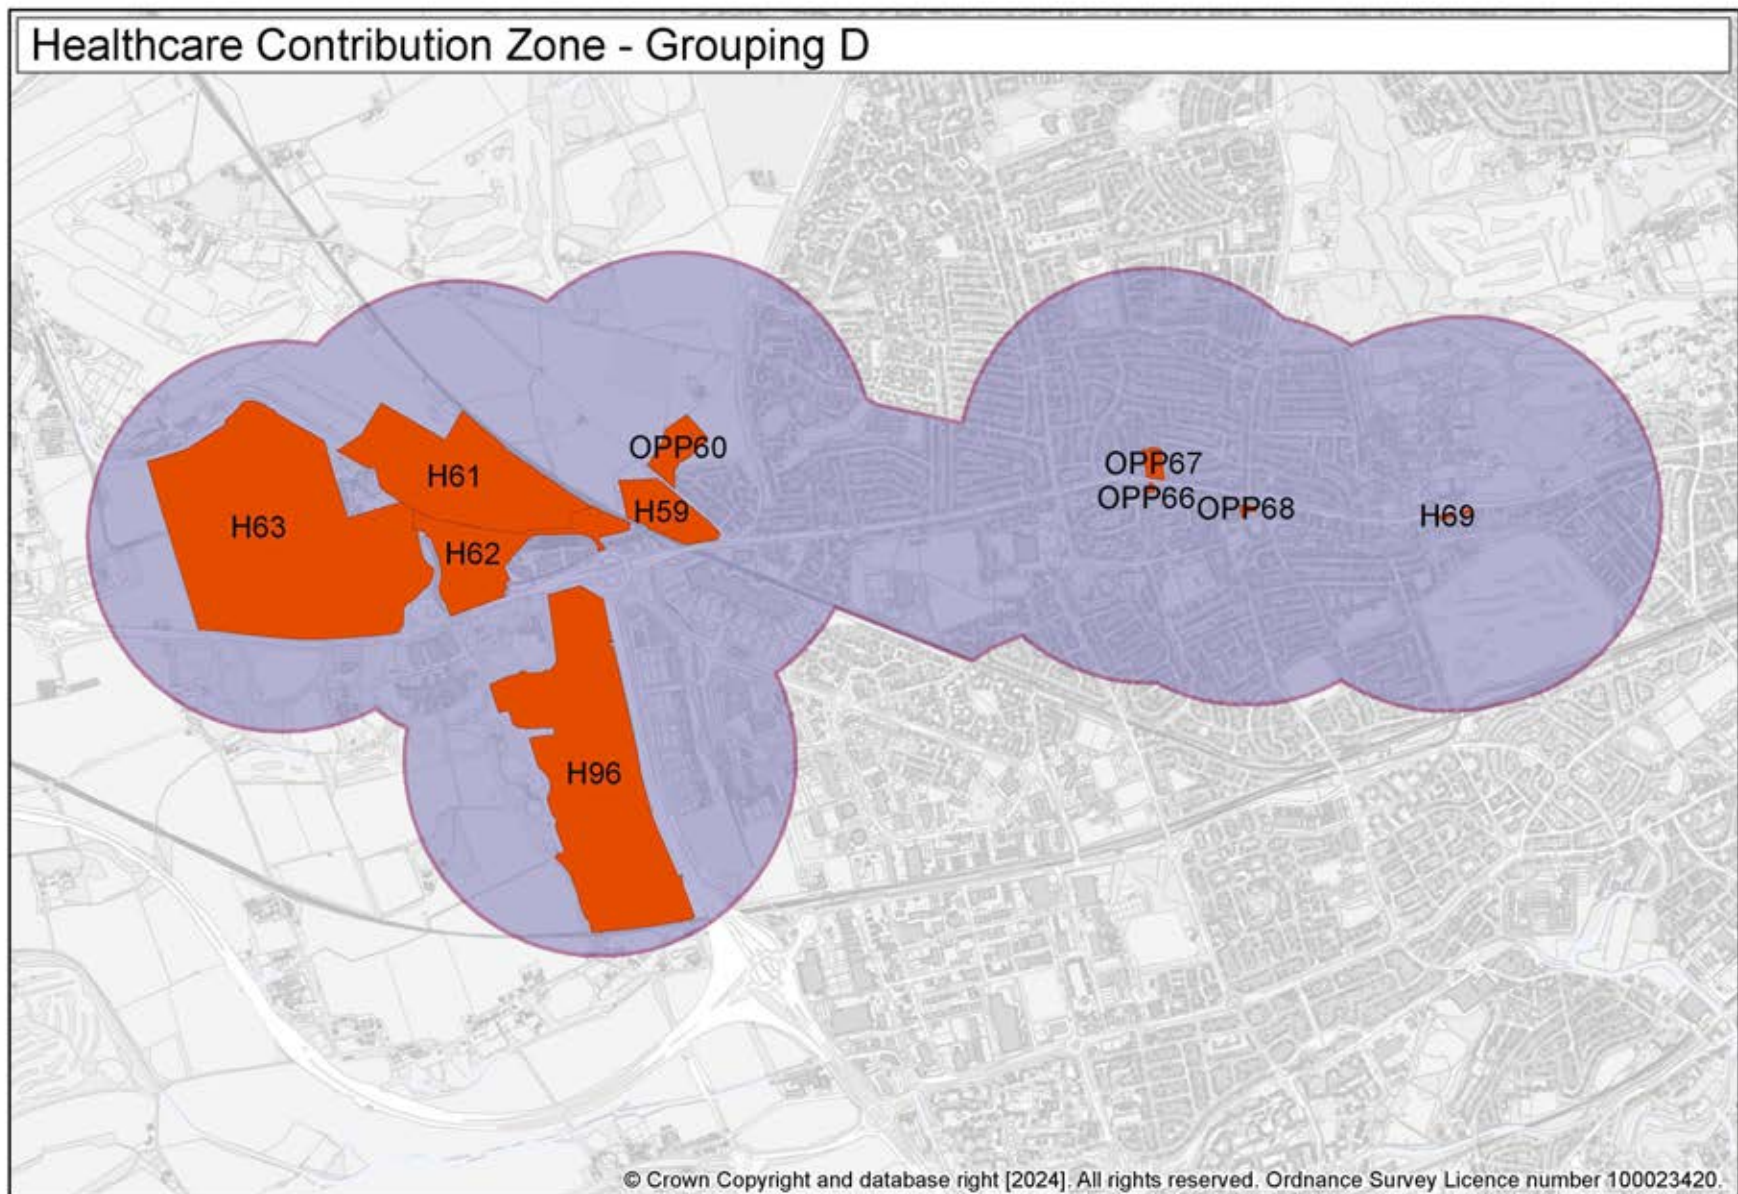 Healthcare Contribution Zone - Grouping D
OPP60
H61
H59
H63
H62
OPP67
OPP66
OPP68
H69
H96
© Crown Copyright and database right [2024]. All rights reserved. Ordnance Survey Licence number 100023420.